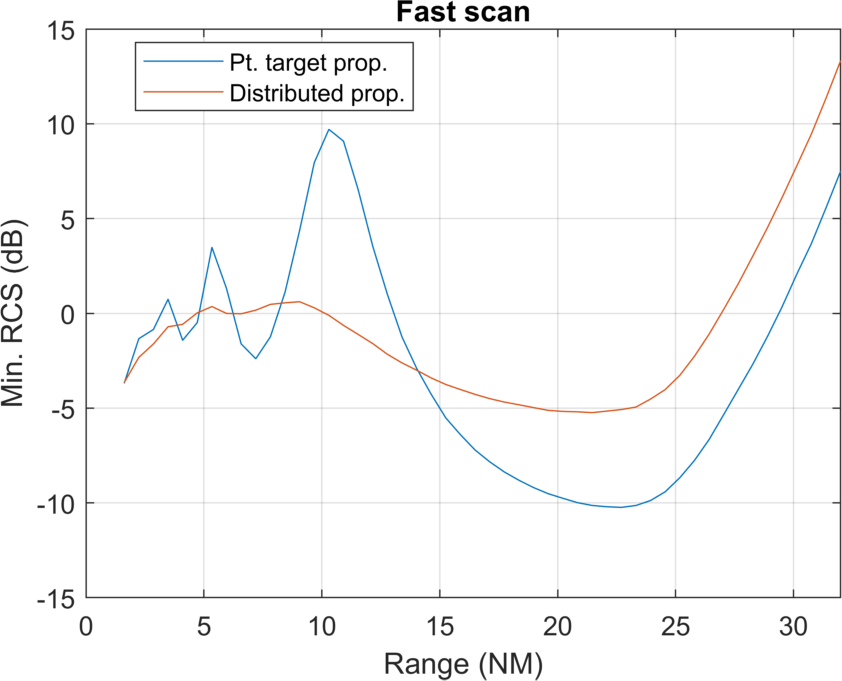 Fast scan
Pt. target prop.
Distributed prop.
Min. RCS (dB)
15
10
5
0
-5
-10
-15
0 5 10 15 20 25 30
Range (NM)